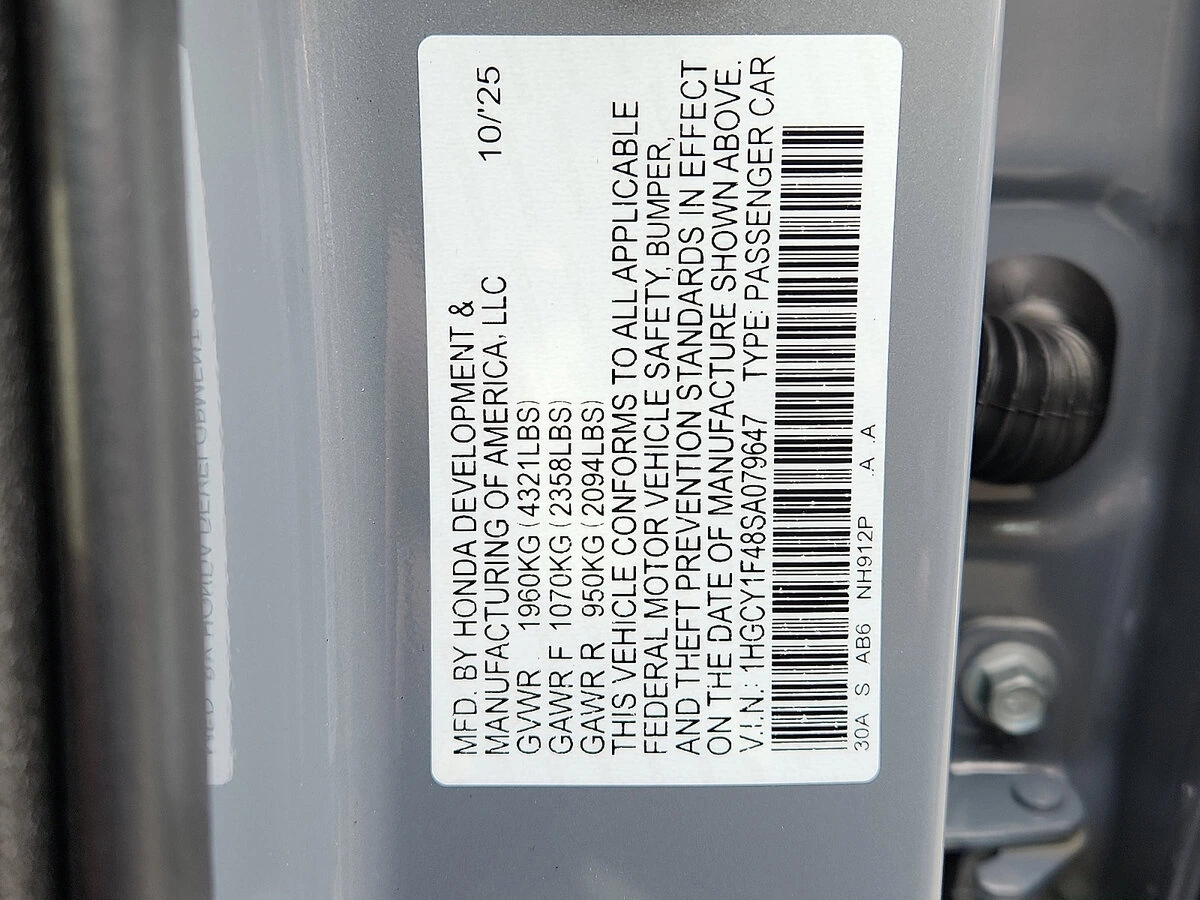 MFD. BY HONDA DEVELOPMENT &
MANUFACTURING OF AMERICA, LLC 10/'25
GVWR 1960KG (4321LBS)
GAWR F 1070KG (2358LBS)
GAWR R 950KG (2094LBS)
THIS VEHICLE CONFORMS TO ALL APPLICABLE
FEDERAL MOTOR VEHICLE SAFETY, BUMPER,
AND THEFT PREVENTION STANDARDS IN EFFECT
ON THE DATE OF MANUFACTURE SHOWN ABOVE.
V.I.N.: 1HGCY1F48SA079647 TYPE: PASSENGER CAR
30A S AB6 NH912P .A .A